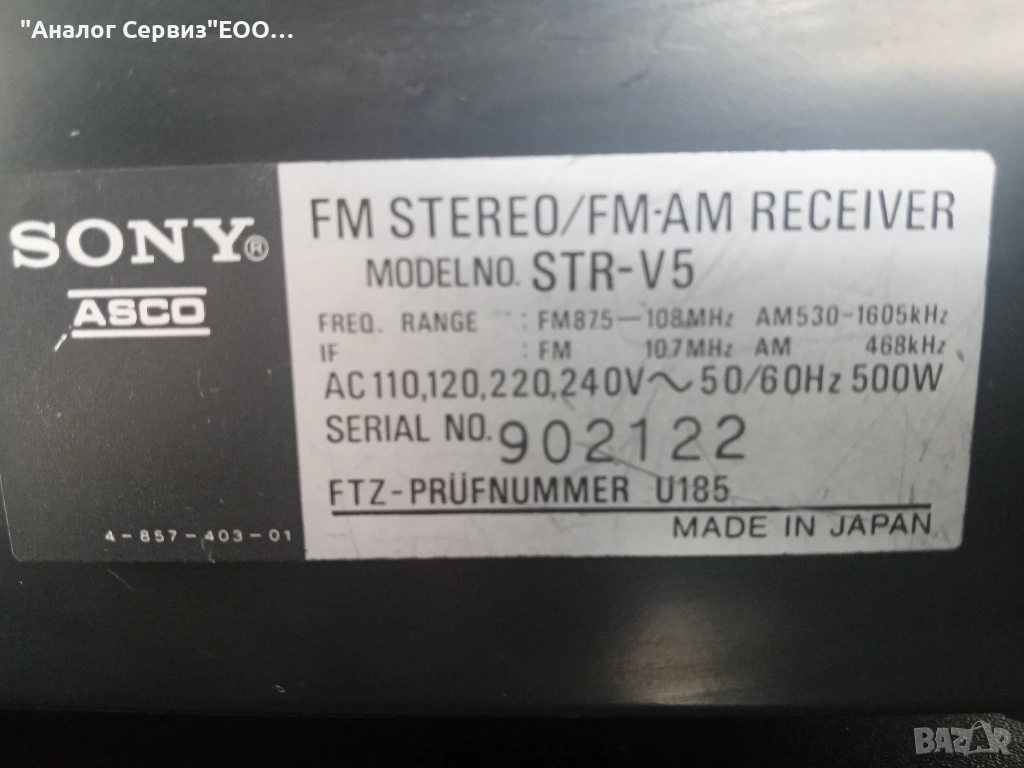 "Аналог Сервиз"ЕОО...
SONY®
ASCO
4-857-403-01
FM STEREO/FM-AM RECEIVER
MODEL NO. STR-V5
FREQ. RANGE : FM87.5—108MHz AM530-1605kHz
IF : FM 10.7MHz AM 468kHz
AC 110,120,220,240V～50/60Hz 500W
SERIAL NO. 902122
FTZ-PRÜFNUMMER U185
MADE IN JAPAN
BAZAR